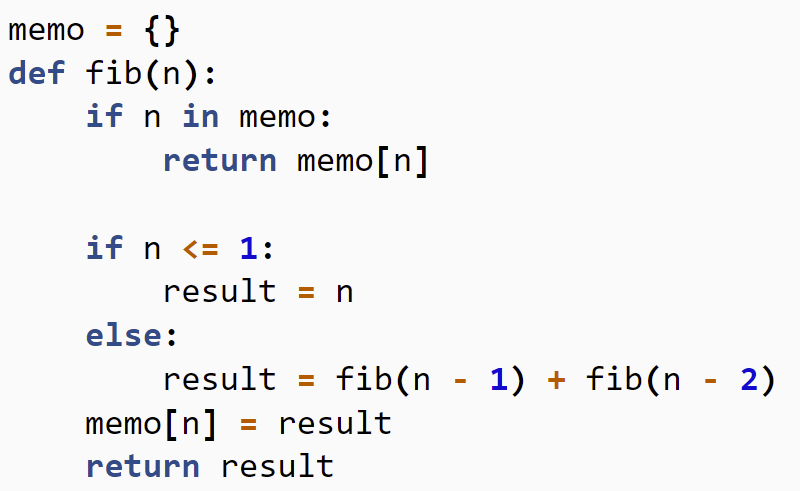 memo = {}
def fib(n):
    if n in memo:
        return memo[n]

    if n <= 1:
        result = n
    else:
        result = fib(n - 1) + fib(n - 2)
    memo[n] = result
    return result